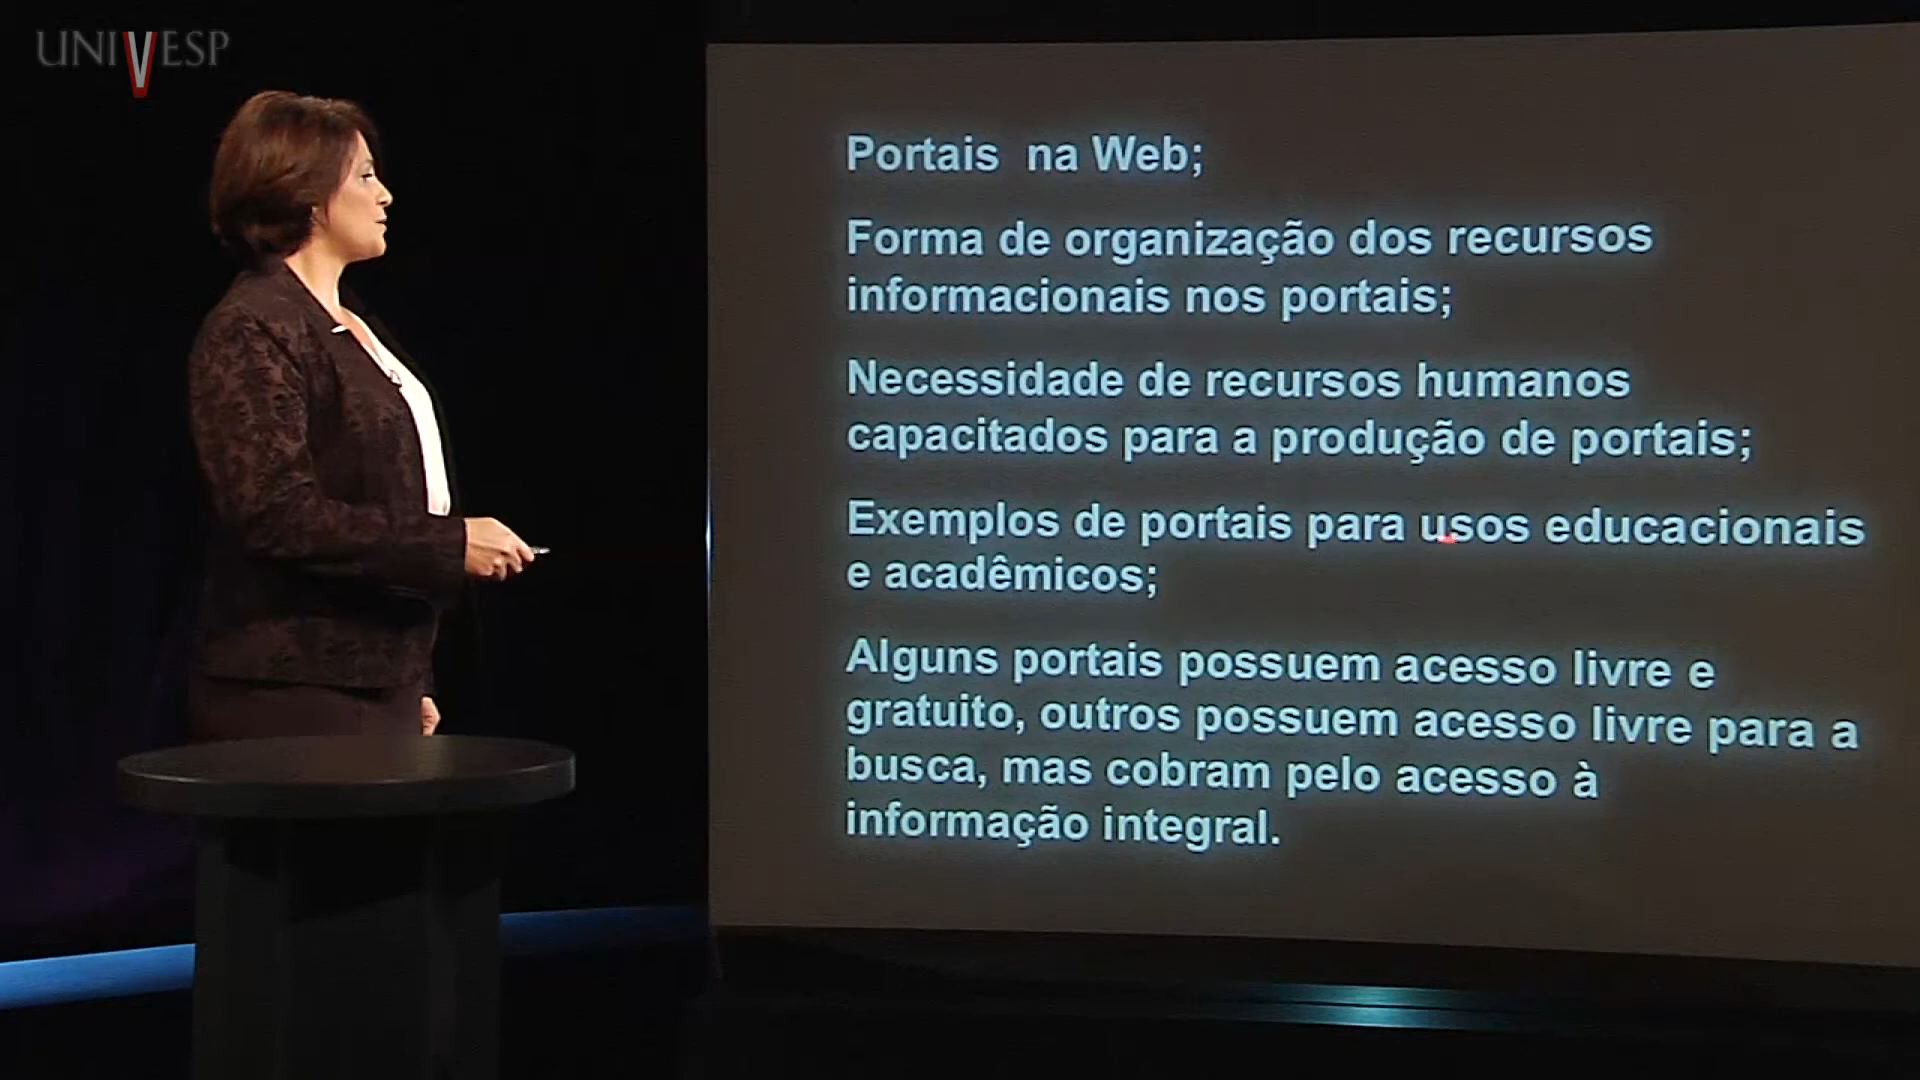 UNIVESP
Portais na Web;
Forma de organização dos recursos
informacionais nos portais;
Necessidade de recursos humanos
capacitados para a produção de portais;
Exemplos de portais para usos educacionais
e acadêmicos;
Alguns portais possuem acesso livre e
gratuito, outros possuem acesso livre para a
busca, mas cobram pelo acesso à
informação integral.